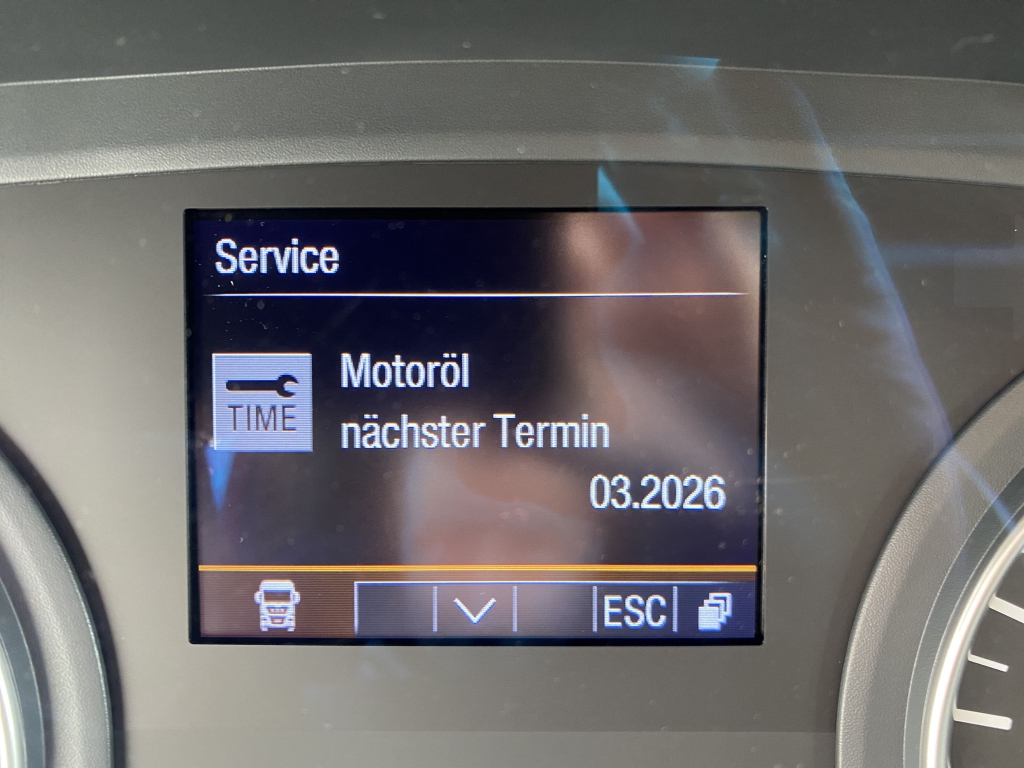 Service
TIME
Motoröl
nächster Termin
03.2026
ESC